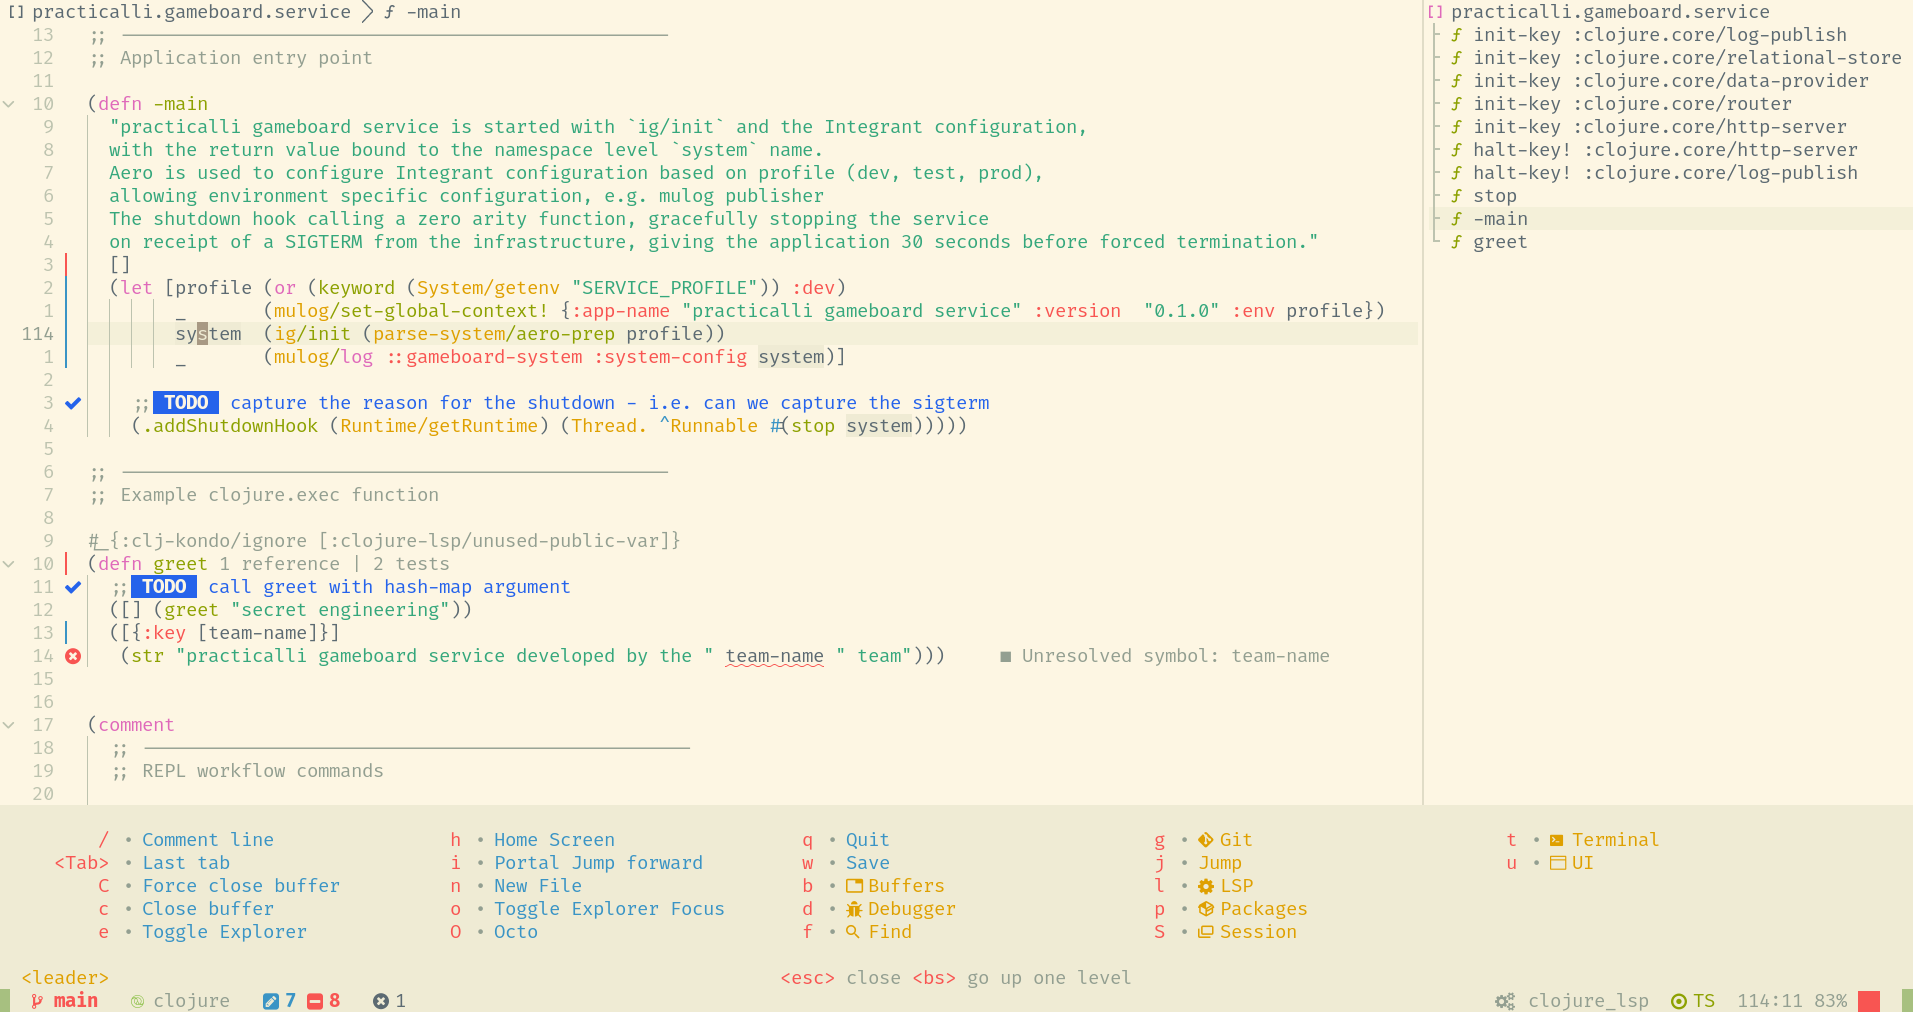 [] practicalli.gameboard.service > ƒ -main
13 ;; ──────────────────────────────
12 ;; Application entry point
11
10 (defn -main
9 "practicalli gameboard service is started with `ig/init` and the Integrant configuration,
8 with the return value bound to the namespace level `system` name.
7 Aero is used to configure Integrant configuration based on profile (dev, test, prod),
6 allowing environment specific configuration, e.g. mulog publisher
5 The shutdown hook calling a zero arity function, gracefully stopping the service
4 on receipt of a SIGTERM from the infrastructure, giving the application 30 seconds before forced termination."
3 []
2 (let [profile (or (keyword (System/getenv "SERVICE_PROFILE")) :dev)
1 _ (mulog/set-global-context! {:app-name "practicalli gameboard service" :version  "0.1.0" :env profile})
114 system (ig/init (parse-system/aero-prep profile))
1 _ (mulog/log ::gameboard-system :system-config system)]
2
3 ;; TODO capture the reason for the shutdown - i.e. can we capture the sigterm
4 (.addShutdownHook (Runtime/getRuntime) (Thread. ^Runnable #(stop system)))))
5
6 ;; ──────────────────────────────
7 ;; Example clojure.exec function
8
9 #_{:clj-kondo/ignore [:clojure-lsp/unused-public-var]}
10 (defn greet 1 reference | 2 tests
11 ;; TODO call greet with hash-map argument
12 ([] (greet "secret engineering"))
13 ([{:key [team-name]}]
14 (str "practicalli gameboard service developed by the " team-name " team"))) ■ Unresolved symbol: team-name
15
16
17 (comment
18 ;; ──────────────────────────────
19 ;; REPL workflow commands
20
[] practicalli.gameboard.service
ƒ init-key :clojure.core/log-publish
ƒ init-key :clojure.core/relational-store
ƒ init-key :clojure.core/data-provider
ƒ init-key :clojure.core/router
ƒ init-key :clojure.core/http-server
ƒ halt-key! :clojure.core/http-server
ƒ halt-key! :clojure.core/log-publish
ƒ stop
ƒ -main
ƒ greet
/ • Comment line
<Tab> • Last tab
C • Force close buffer
c • Close buffer
e • Toggle Explorer
h • Home Screen
i • Portal Jump forward
n • New File
o • Toggle Explorer Focus
O • Octo
q • Quit
w • Save
b • Buffers
d • Debugger
f • Find
g • Git
j • Jump
l • LSP
p • Packages
S • Session
t • Terminal
u • UI
<leader> <esc> close <bs> go up one level
main clojure 7 8 1 clojure_lsp TS 114:11 83%